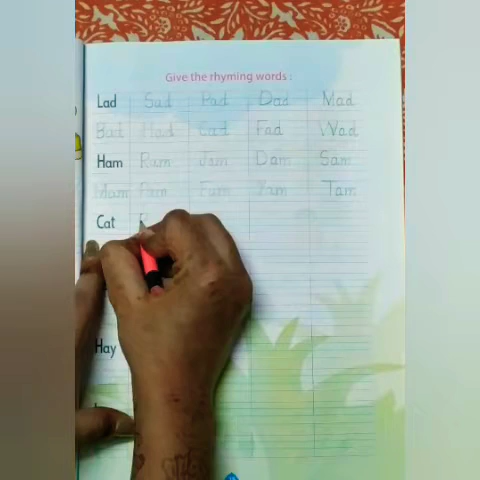 Give the rhyming words :
Lad Sad Pad Dad Mad
Bad Had Cad Fad Wad
Ham Ram Jam Dam Sam
Mam Pam Fam Yam Tam
Cat
Hay